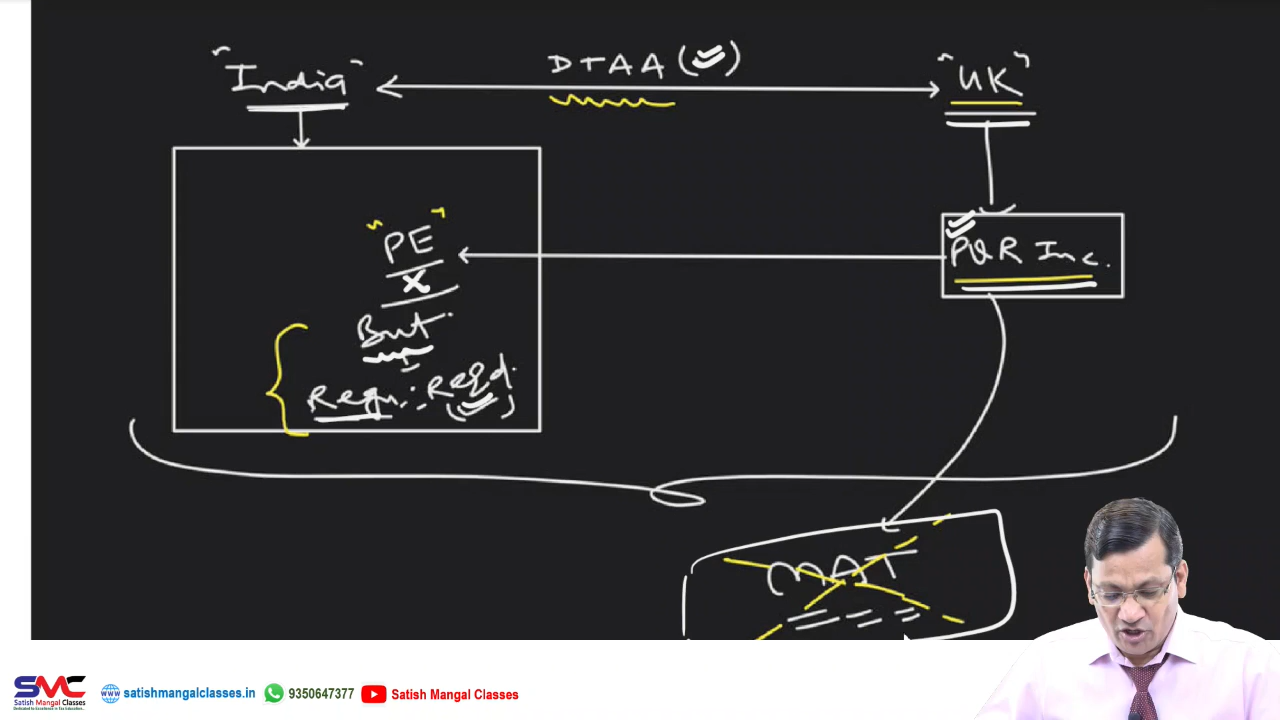 "India"
DTAA (✓)
"UK"
"PE"
X
But
Regn. : Reqd.
(✓)
PQR Inc.
MAT
SMC
Satish Mangal Classes
satishmangalclasses.in
9350647377
Satish Mangal Classes